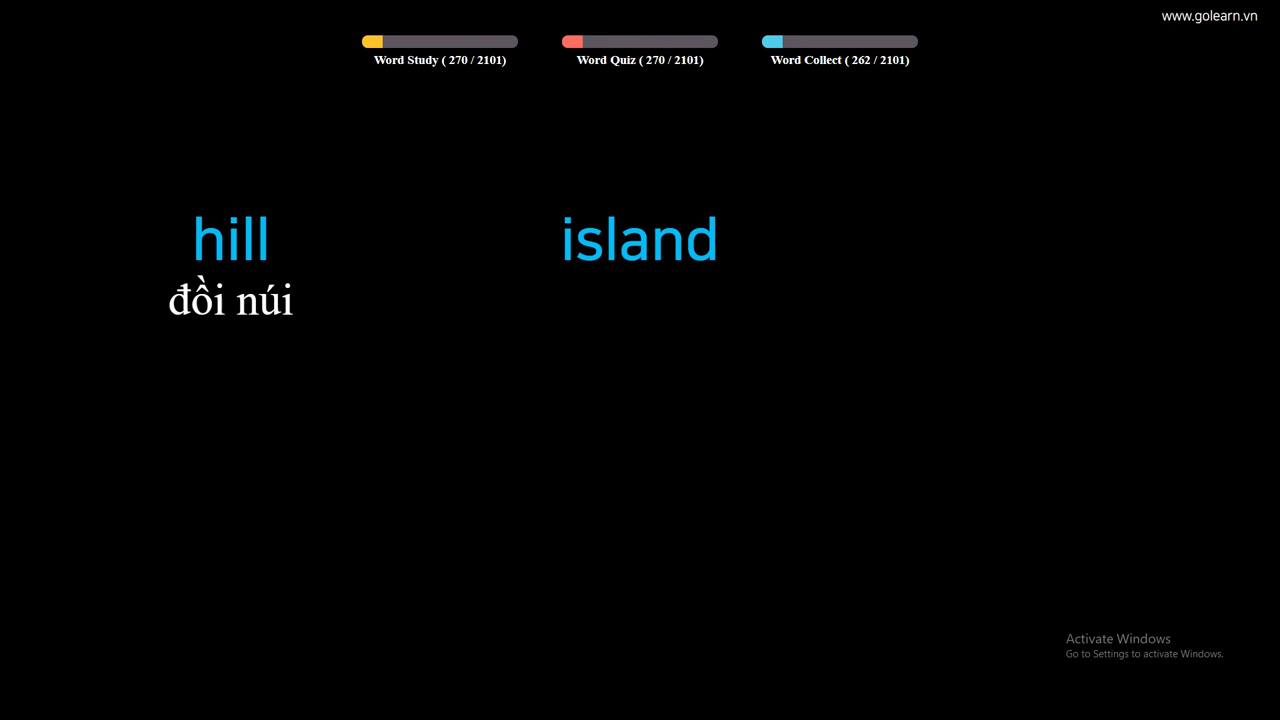 www.golearn.vn
Word Study ( 270 / 2101)
Word Quiz ( 270 / 2101)
Word Collect ( 262 / 2101)
hill
island
đồi núi
Activate Windows
Go to Settings to activate Windows.